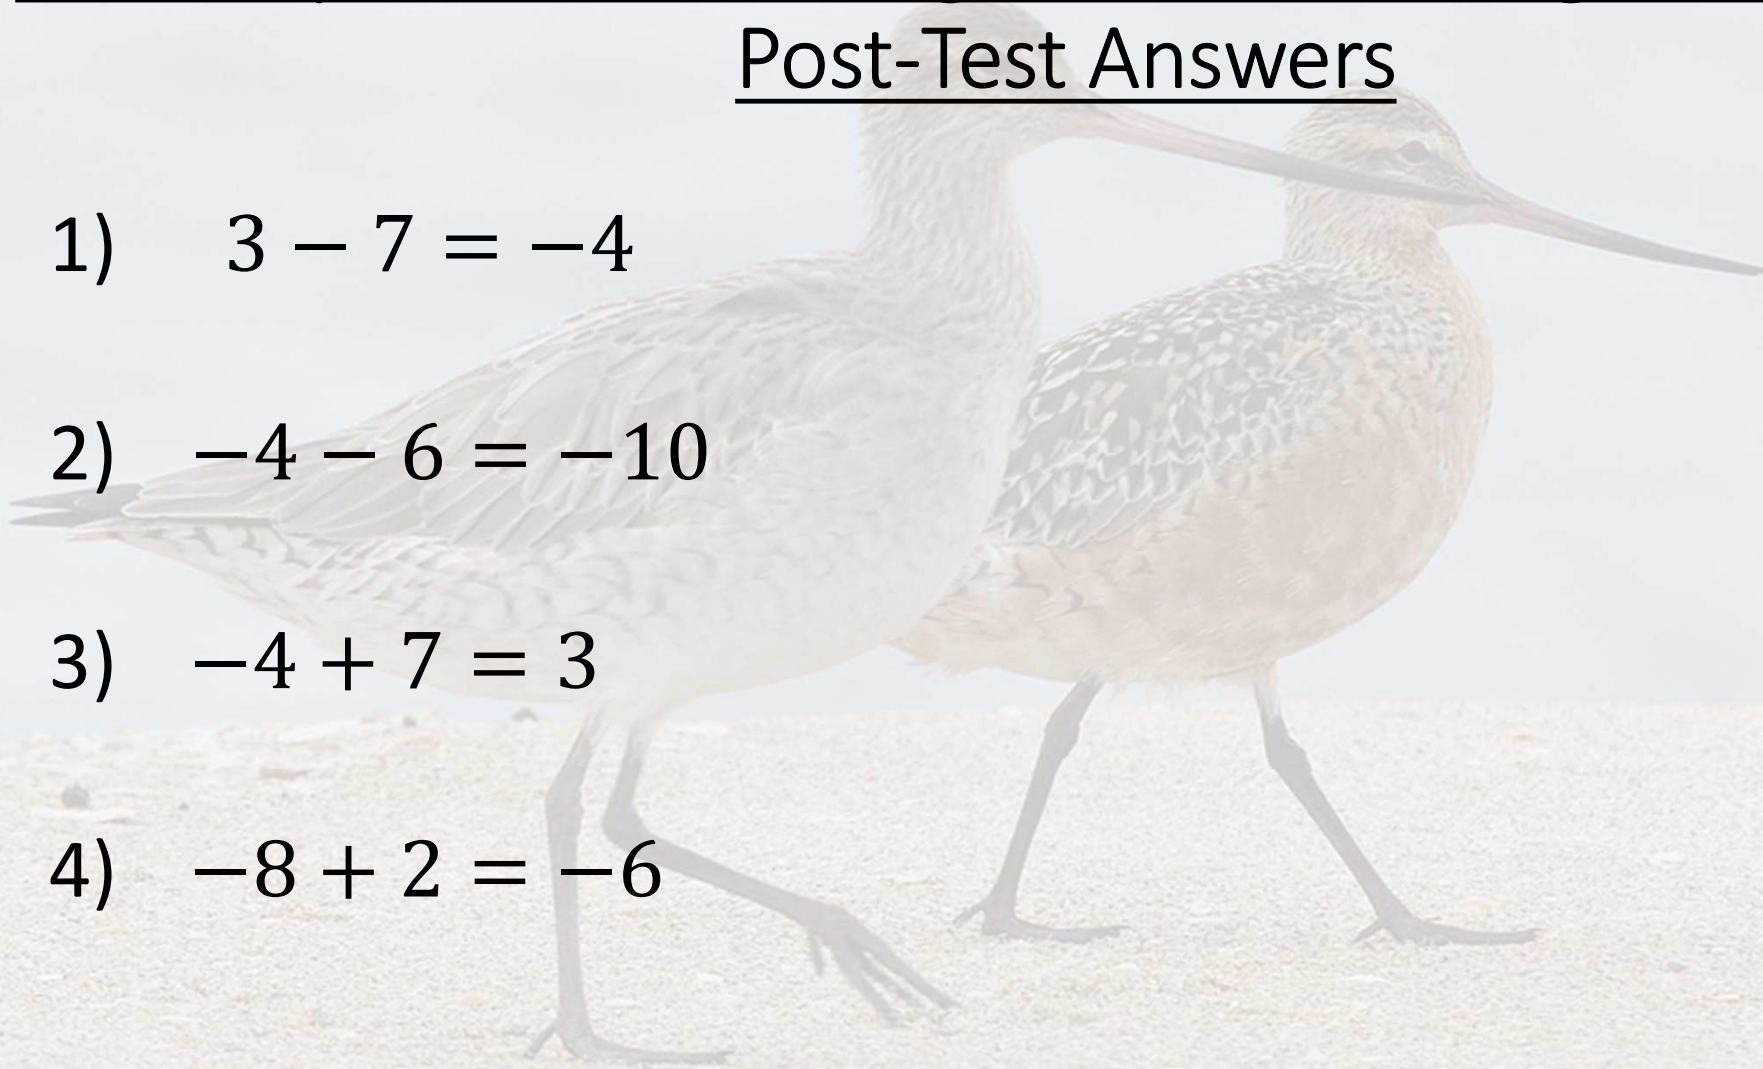 Post-Test Answers
1) 3 − 7 = −4
2) −4 − 6 = −10
3) −4 + 7 = 3
4) −8 + 2 = −6